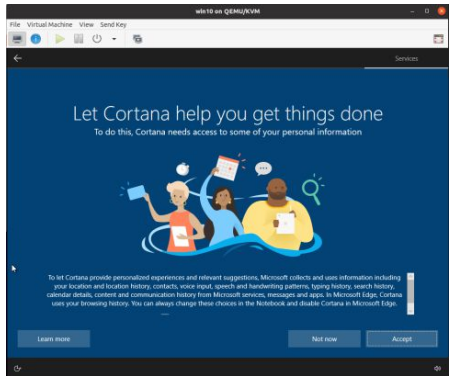 win10 on QEMU/KVM
File Virtual Machine View Send Key
Services
Let Cortana help you get things done
To do this, Cortana needs access to some of your personal information
To let Cortana provide personalized experiences and relevant suggestions, Microsoft collects and uses information including
your location and location history, contacts, voice input, speech and handwriting patterns, typing history, search history,
calendar details, content and communication history from Microsoft services, messages and apps. In Microsoft Edge, Cortana
uses your browsing history. You can always change these choices in the Notebook and disable Cortana in Microsoft Edge.
Learn more
Not now
Accept